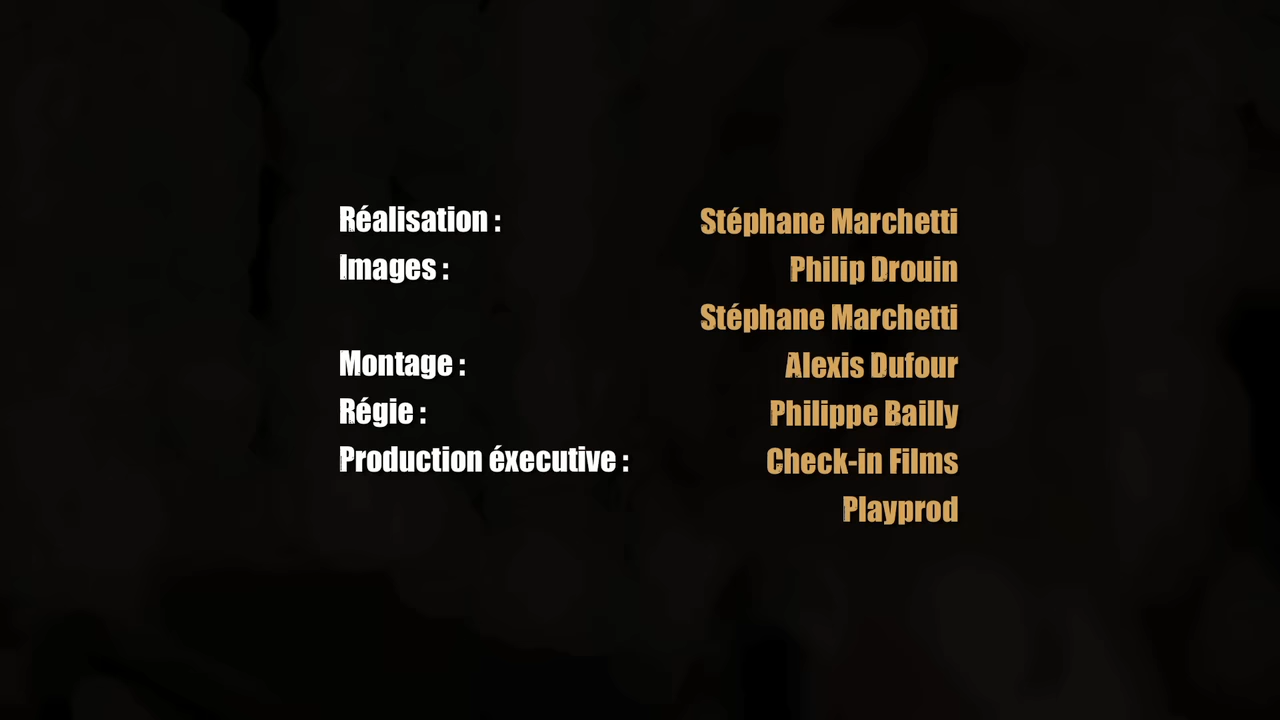 Réalisation : Stéphane Marchetti
Images : Philip Drouin
Stéphane Marchetti
Montage : Alexis Dufour
Régie : Philippe Bailly
Production éxecutive : Check-in Films
Playprod